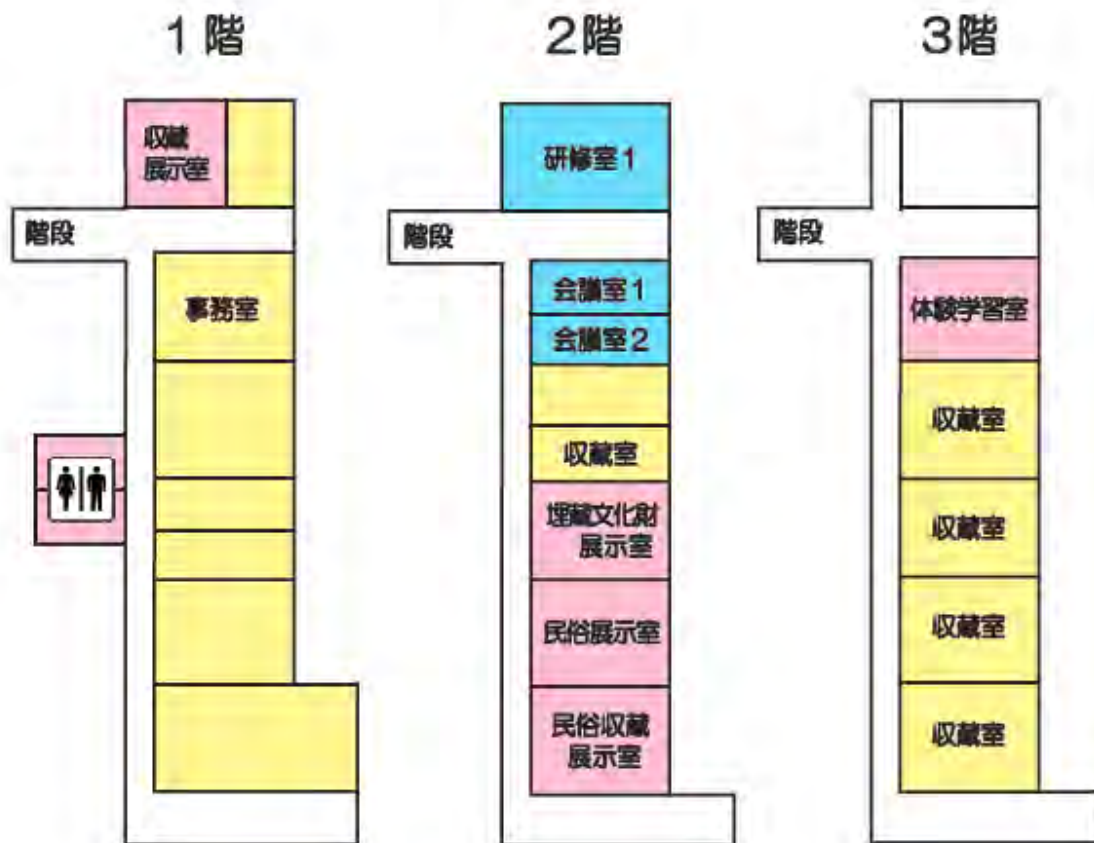 1階
収蔵
展示室
階段
事務室
2階
研修室1
階段
会議室1
会議室2
収蔵室
埋蔵文化財
展示室
民俗展示室
民俗収蔵
展示室
3階
階段
体験学習室
収蔵室
収蔵室
収蔵室
収蔵室